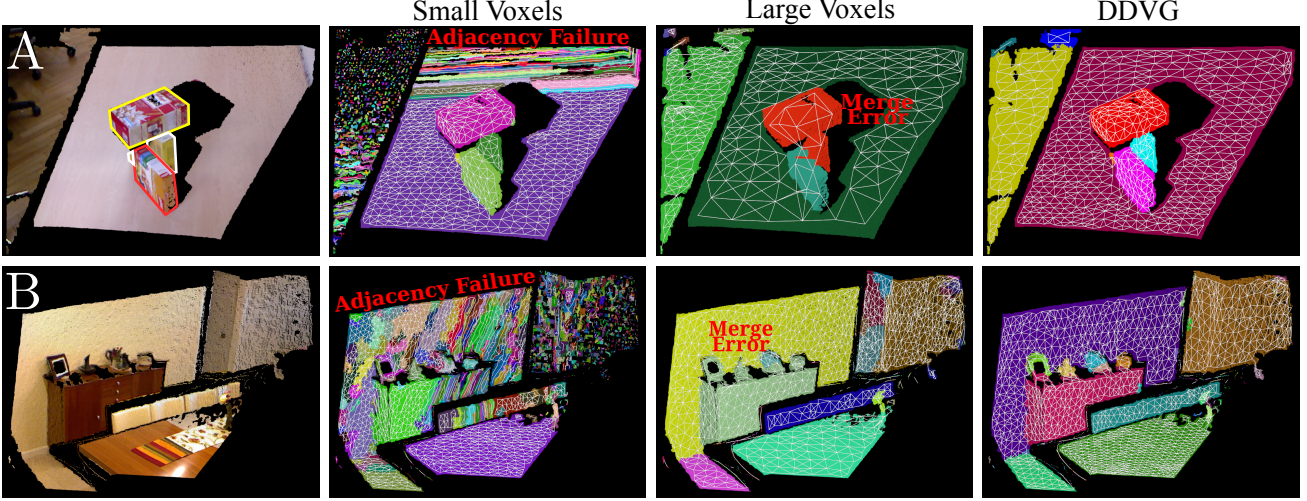 Small Voxels
Large Voxels
DDVG
A
Adjacency Failure
Merge
Error
B
Adjacency Failure
Merge
Error